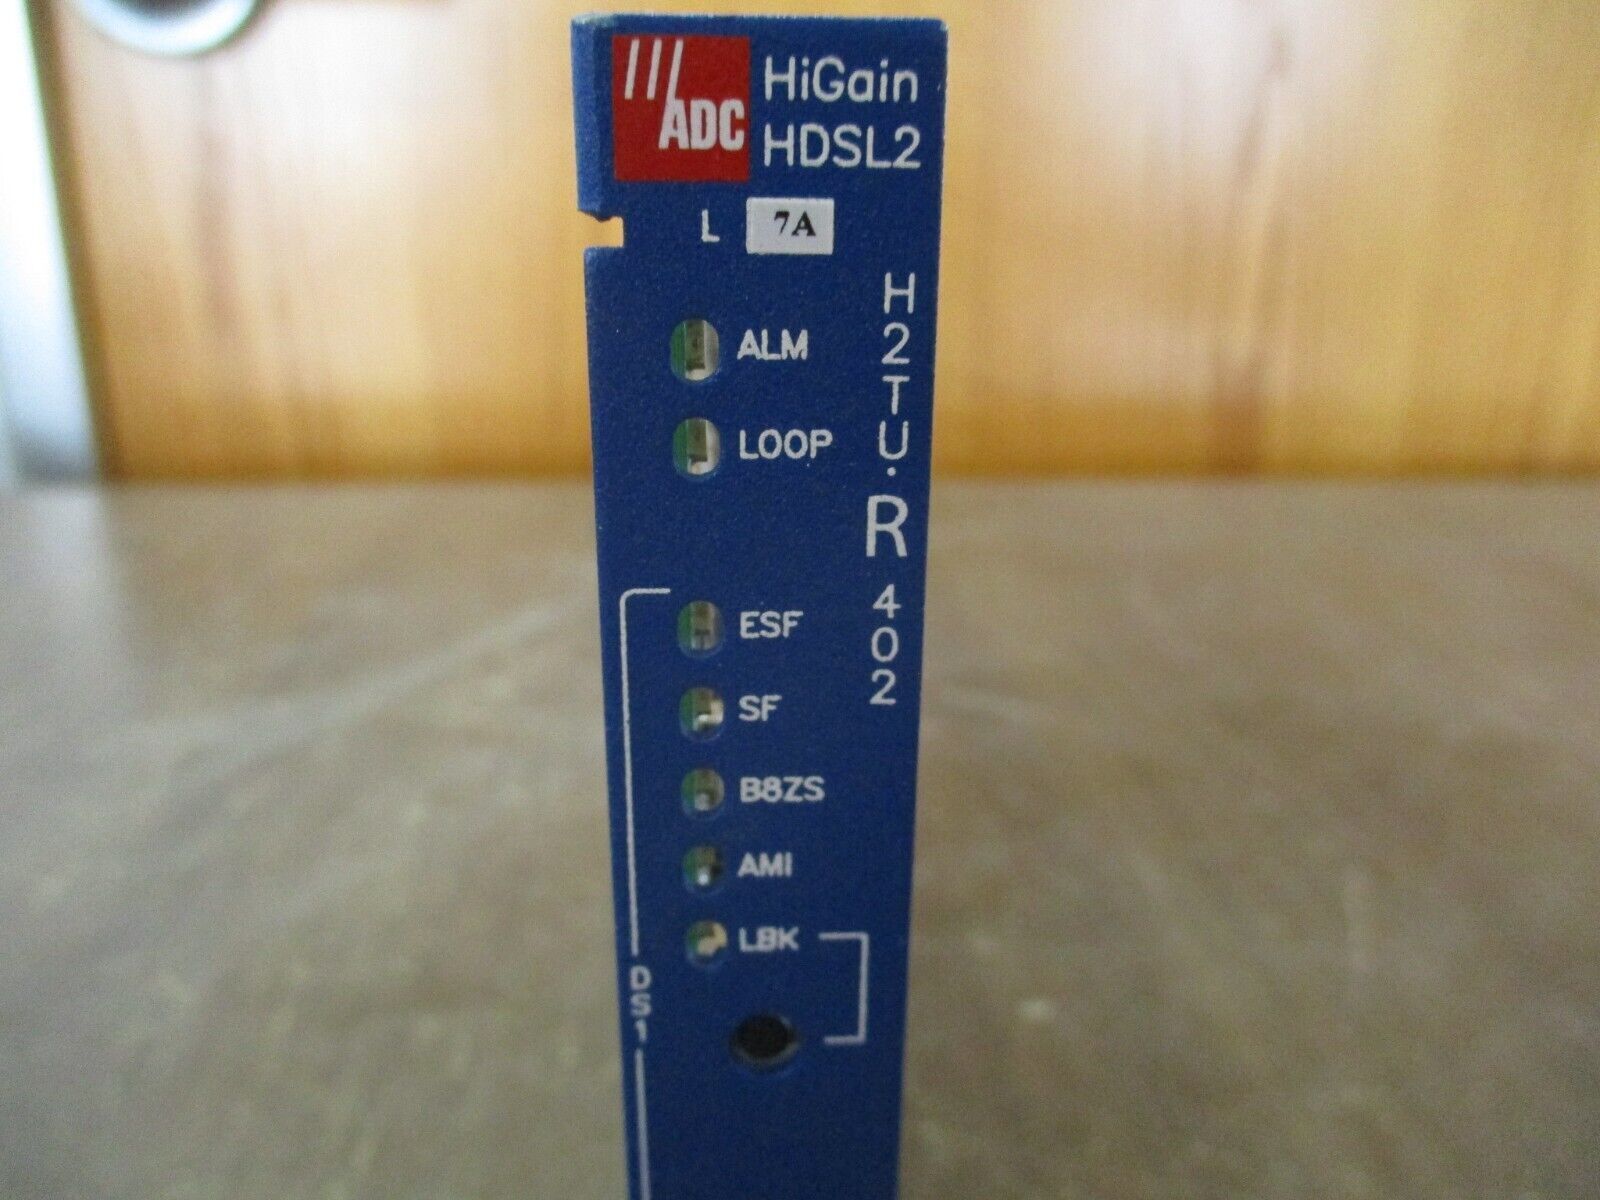 ADC
HiGain
HDSL2
L 7A
H2TU.R 402
ALM
LOOP
ESF
SF
B8ZS
AMI
LBK
DS1